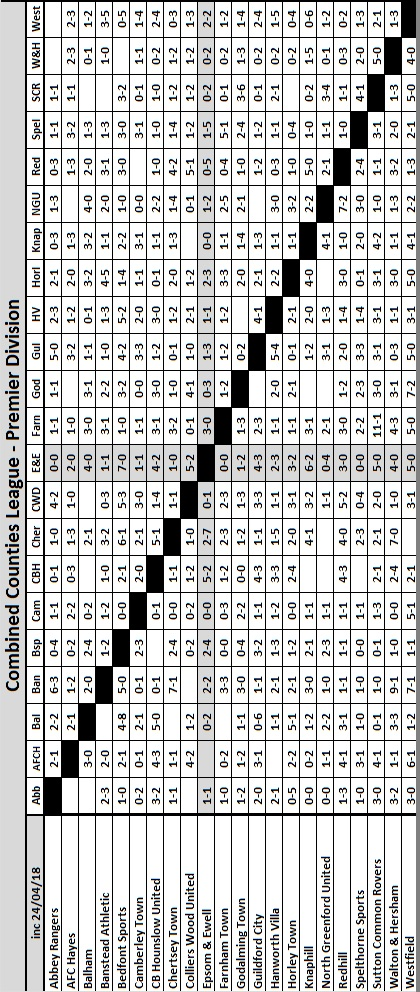 Combined Counties League - Premier Division
inc 24/04/18 Abb AFCH Bal Ban Bsp Cam CBH Cher CWD E&E Farn God Gul HV Horl Knap NGU Red Spel SCR W&H West
Abbey Rangers 2-1 2-2 6-3 0-4 1-1 0-1 1-0 4-2 0-0 1-1 1-1 5-0 2-3 2-1 0-3 1-3 0-3 1-1 1-1
AFC Hayes 2-1 1-2 0-2 2-2 0-3 1-3 1-0 2-0 1-0 3-2 1-2 2-0 1-3 1-3 3-2 1-1 2-3 2-3
Balham 3-0 2-0 2-4 0-2 2-1 4-0 3-0 3-1 1-1 0-1 3-2 3-2 4-0 2-0 1-3 0-1 1-2
Banstead Athletic 2-3 2-0 1-2 1-2 1-0 0-3 1-1 3-1 2-2 1-0 1-3 4-5 1-1 2-0 3-1 1-3 1-0 3-5
Bedfont Sports 1-0 2-1 4-8 5-0 0-0 2-1 6-1 5-3 7-0 1-0 3-2 4-2 5-2 1-4 2-2 1-0 3-0 3-0 3-2 0-5
Camberley Town 0-2 0-1 2-1 0-1 2-3 2-0 2-1 3-0 1-1 1-1 0-0 3-3 2-0 1-1 3-1 0-0 3-1 0-1 1-1 1-4
CB Hounslow United 3-2 4-3 5-0 0-1 0-1 5-1 1-4 4-2 3-1 3-0 1-2 3-0 0-1 1-1 2-2 1-0 1-0 1-0 0-2 2-4
Chertsey Town 1-1 1-1 7-1 2-4 0-0 1-1 1-1 1-0 3-2 1-0 0-1 1-2 2-0 1-3 1-4 4-2 1-4 1-2 1-2 0-3
Colliers Wood United 4-2 1-2 0-2 0-2 1-2 1-0 5-2 0-1 4-1 1-0 2-1 1-2 0-1 5-1 1-2 1-2 1-2 1-3
Epsom & Ewell 1-1 0-2 2-2 2-4 0-0 5-2 2-7 0-1 3-0 0-3 1-3 1-1 2-3 0-0 1-2 0-5 1-5 0-2 0-2 2-2
Farnham Town 1-0 0-2 3-3 0-0 0-3 1-2 2-3 2-3 0-0 1-2 1-0 1-2 3-3 1-1 2-5 0-4 5-1 0-1 1-2 0-2
Godalming Town 1-2 1-2 1-1 3-0 0-4 2-2 0-0 1-2 1-3 1-2 1-3 0-2 2-0 1-4 2-1 1-0 2-4 3-6 1-3 1-4
Guildford City 2-0 3-1 0-6 1-1 3-2 1-1 4-3 1-1 3-3 4-3 2-3 4-1 2-1 1-3 1-2 1-2 0-1 0-2 2-4
Hanworth Villa 2-1 2-1 2-1 1-3 1-2 3-3 1-5 1-1 2-3 1-1 2-0 5-4 2-2 1-1 3-0 0-3 1-0 2-1 1-1 1-2
Horley Town 0-5 2-2 5-1 1-2 1-2 0-0 2-4 2-0 3-1 3-2 2-1 2-1 0-1 2-1 1-1 3-2 1-0 0-4 0-2 0-4
Knaphill 0-0 0-2 1-2 3-0 2-1 1-1 4-1 3-2 6-2 3-1 1-2 2-0 4-0 2-2 5-0 1-0 0-2 1-5 0-6
North Greenford United 0-0 2-2 1-0 2-3 1-1 1-1 0-4 2-1 3-1 1-3 4-1 2-1 1-1 3-4 0-1 1-3
Redhill 1-3 4-1 3-1 1-1 1-1 1-1 4-3 4-0 5-2 3-0 3-0 1-2 2-0 1-4 3-0 1-0 7-2 1-0 1-1 0-2 0-2
Spelthorne Sports 1-0 3-1 1-0 1-0 0-0 2-1 2-3 0-4 0-0 2-2 2-3 3-3 1-4 0-1 2-0 3-0 2-4 4-1 2-0 1-3
Sutton Common Rovers 3-0 4-1 0-1 1-0 0-1 1-3 2-1 2-1 2-0 5-0 11-1 3-0 3-1 3-1 3-1 4-2 1-0 1-1 3-1 5-0 2-1
Walton & Hersham 3-2 1-1 3-3 9-1 2-1 0-0 2-4 7-0 1-0 4-0 4-3 3-1 0-3 1-1 3-0 1-1 1-3 3-2 2-0 1-3 1-3
Westfield 3-0 6-1 1-2 7-1 1-1 5-1 1-1 3-1 5-0 5-0 7-2 5-0 3-1 5-0 4-1 2-2 1-1 2-1 5-0